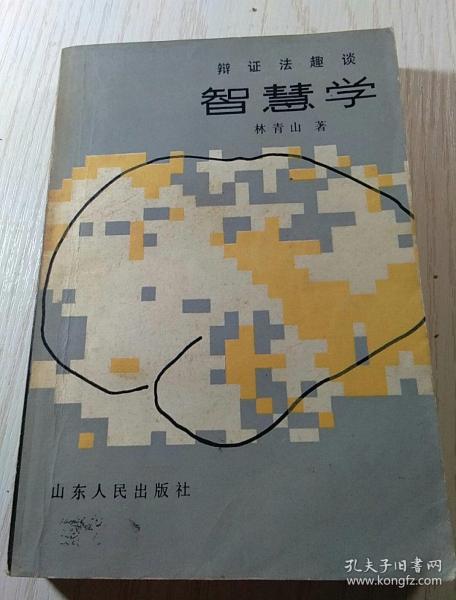 辩证法趣谈
智慧学
林青山 著
山东人民出版社
孔夫子旧书网
www.kongfz.com